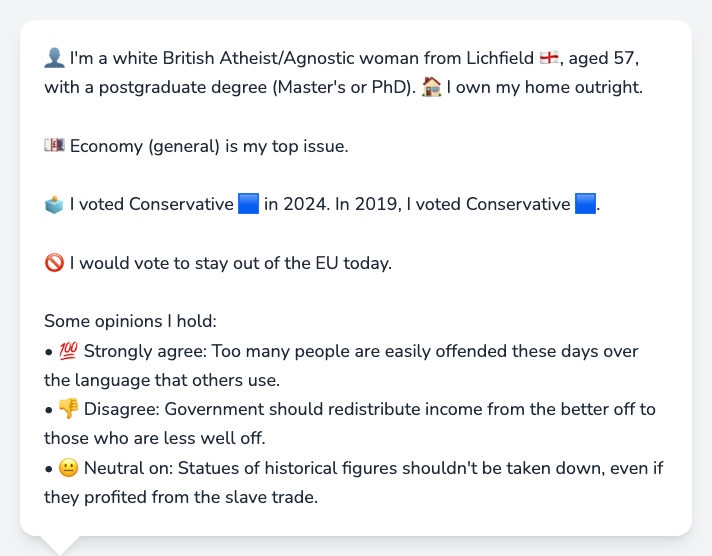 👤 I'm a white British Atheist/Agnostic woman from Lichfield 🏴󠁧󠁢󠁥󠁮󠁧󠁿, aged 57,
with a postgraduate degree (Master's or PhD). 🏠 I own my home outright.
💷 Economy (general) is my top issue.
🗳️ I voted Conservative 🟦 in 2024. In 2019, I voted Conservative 🟦.
🚫 I would vote to stay out of the EU today.
Some opinions I hold:
• 💯 Strongly agree: Too many people are easily offended these days over
the language that others use.
• 👎 Disagree: Government should redistribute income from the better off to
those who are less well off.
• 😐 Neutral on: Statues of historical figures shouldn't be taken down, even if
they profited from the slave trade.